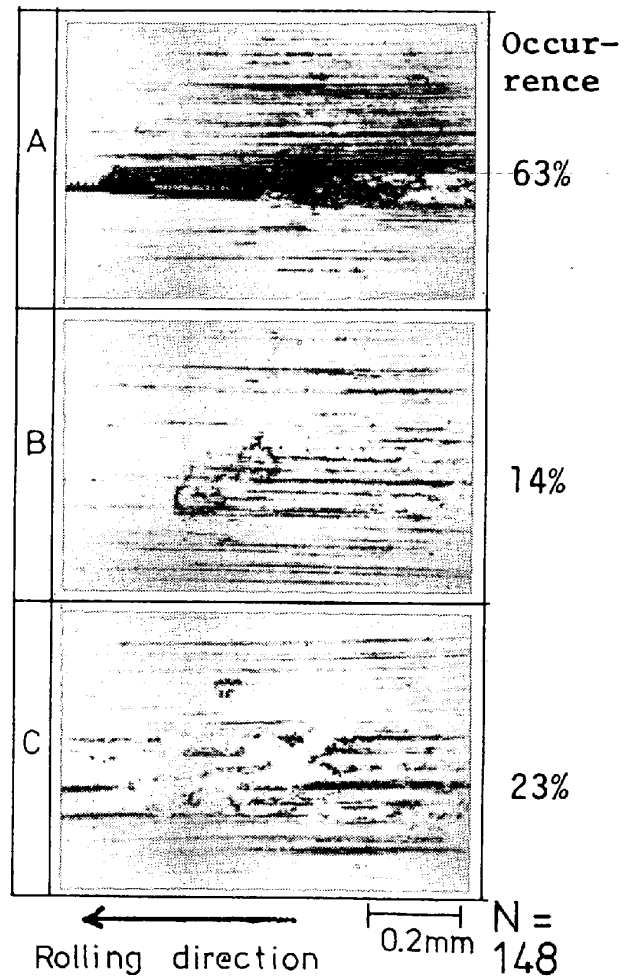 Occur-
rence
A
63%
B
14%
C
23%
Rolling direction
0.2mm
N =
148